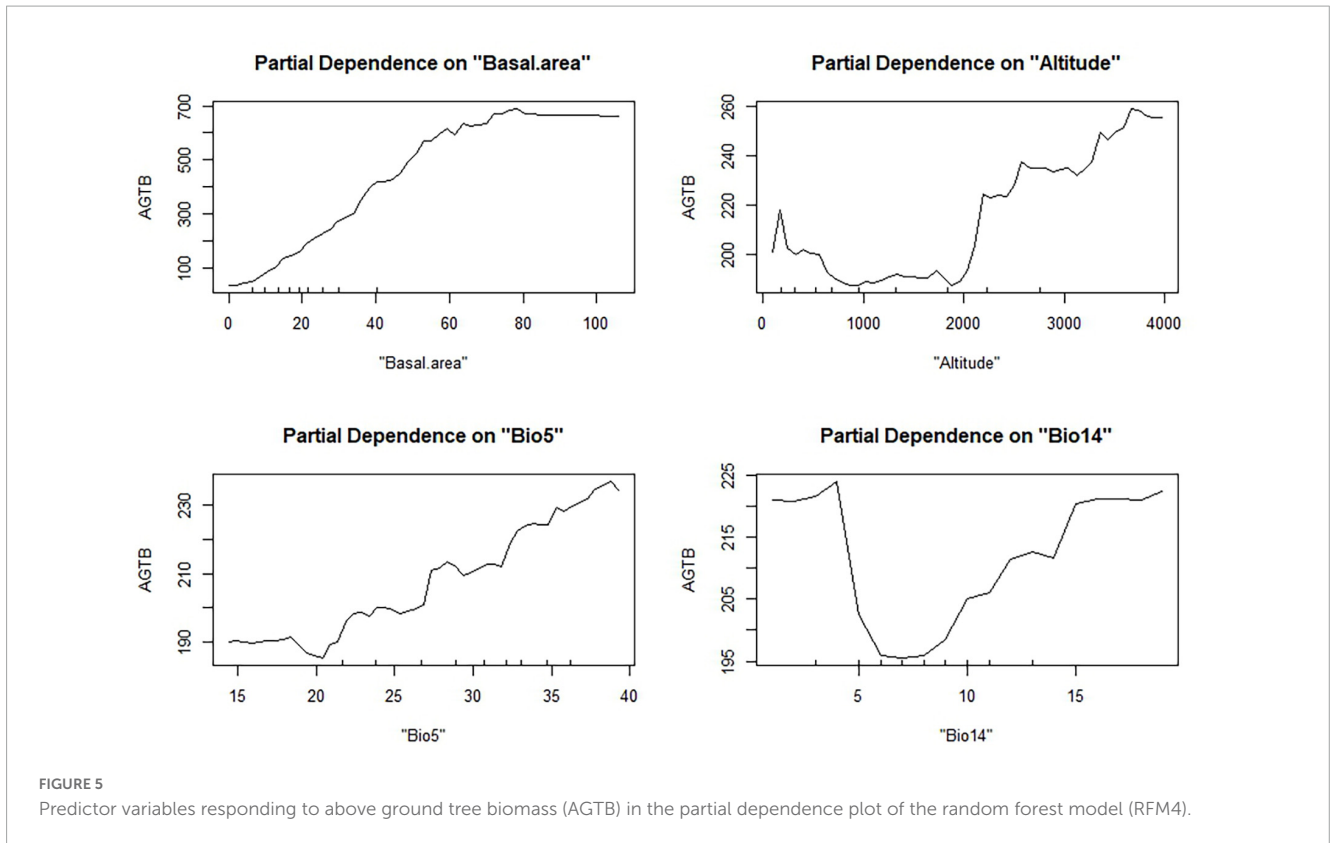 Partial Dependence on "Basal.area"
700
500
300
100
AGTB
0 20 40 60 80 100
"Basal.area"
Partial Dependence on "Altitude"
260
240
220
200
AGTB
0 1000 2000 3000 4000
"Altitude"
Partial Dependence on "Bio5"
230
210
190
AGTB
15 20 25 30 35 40
"Bio5"
Partial Dependence on "Bio14"
225
215
205
195
AGTB
5 10 15
"Bio14"
FIGURE 5
Predictor variables responding to above ground tree biomass (AGTB) in the partial dependence plot of the random forest model (RFM4).